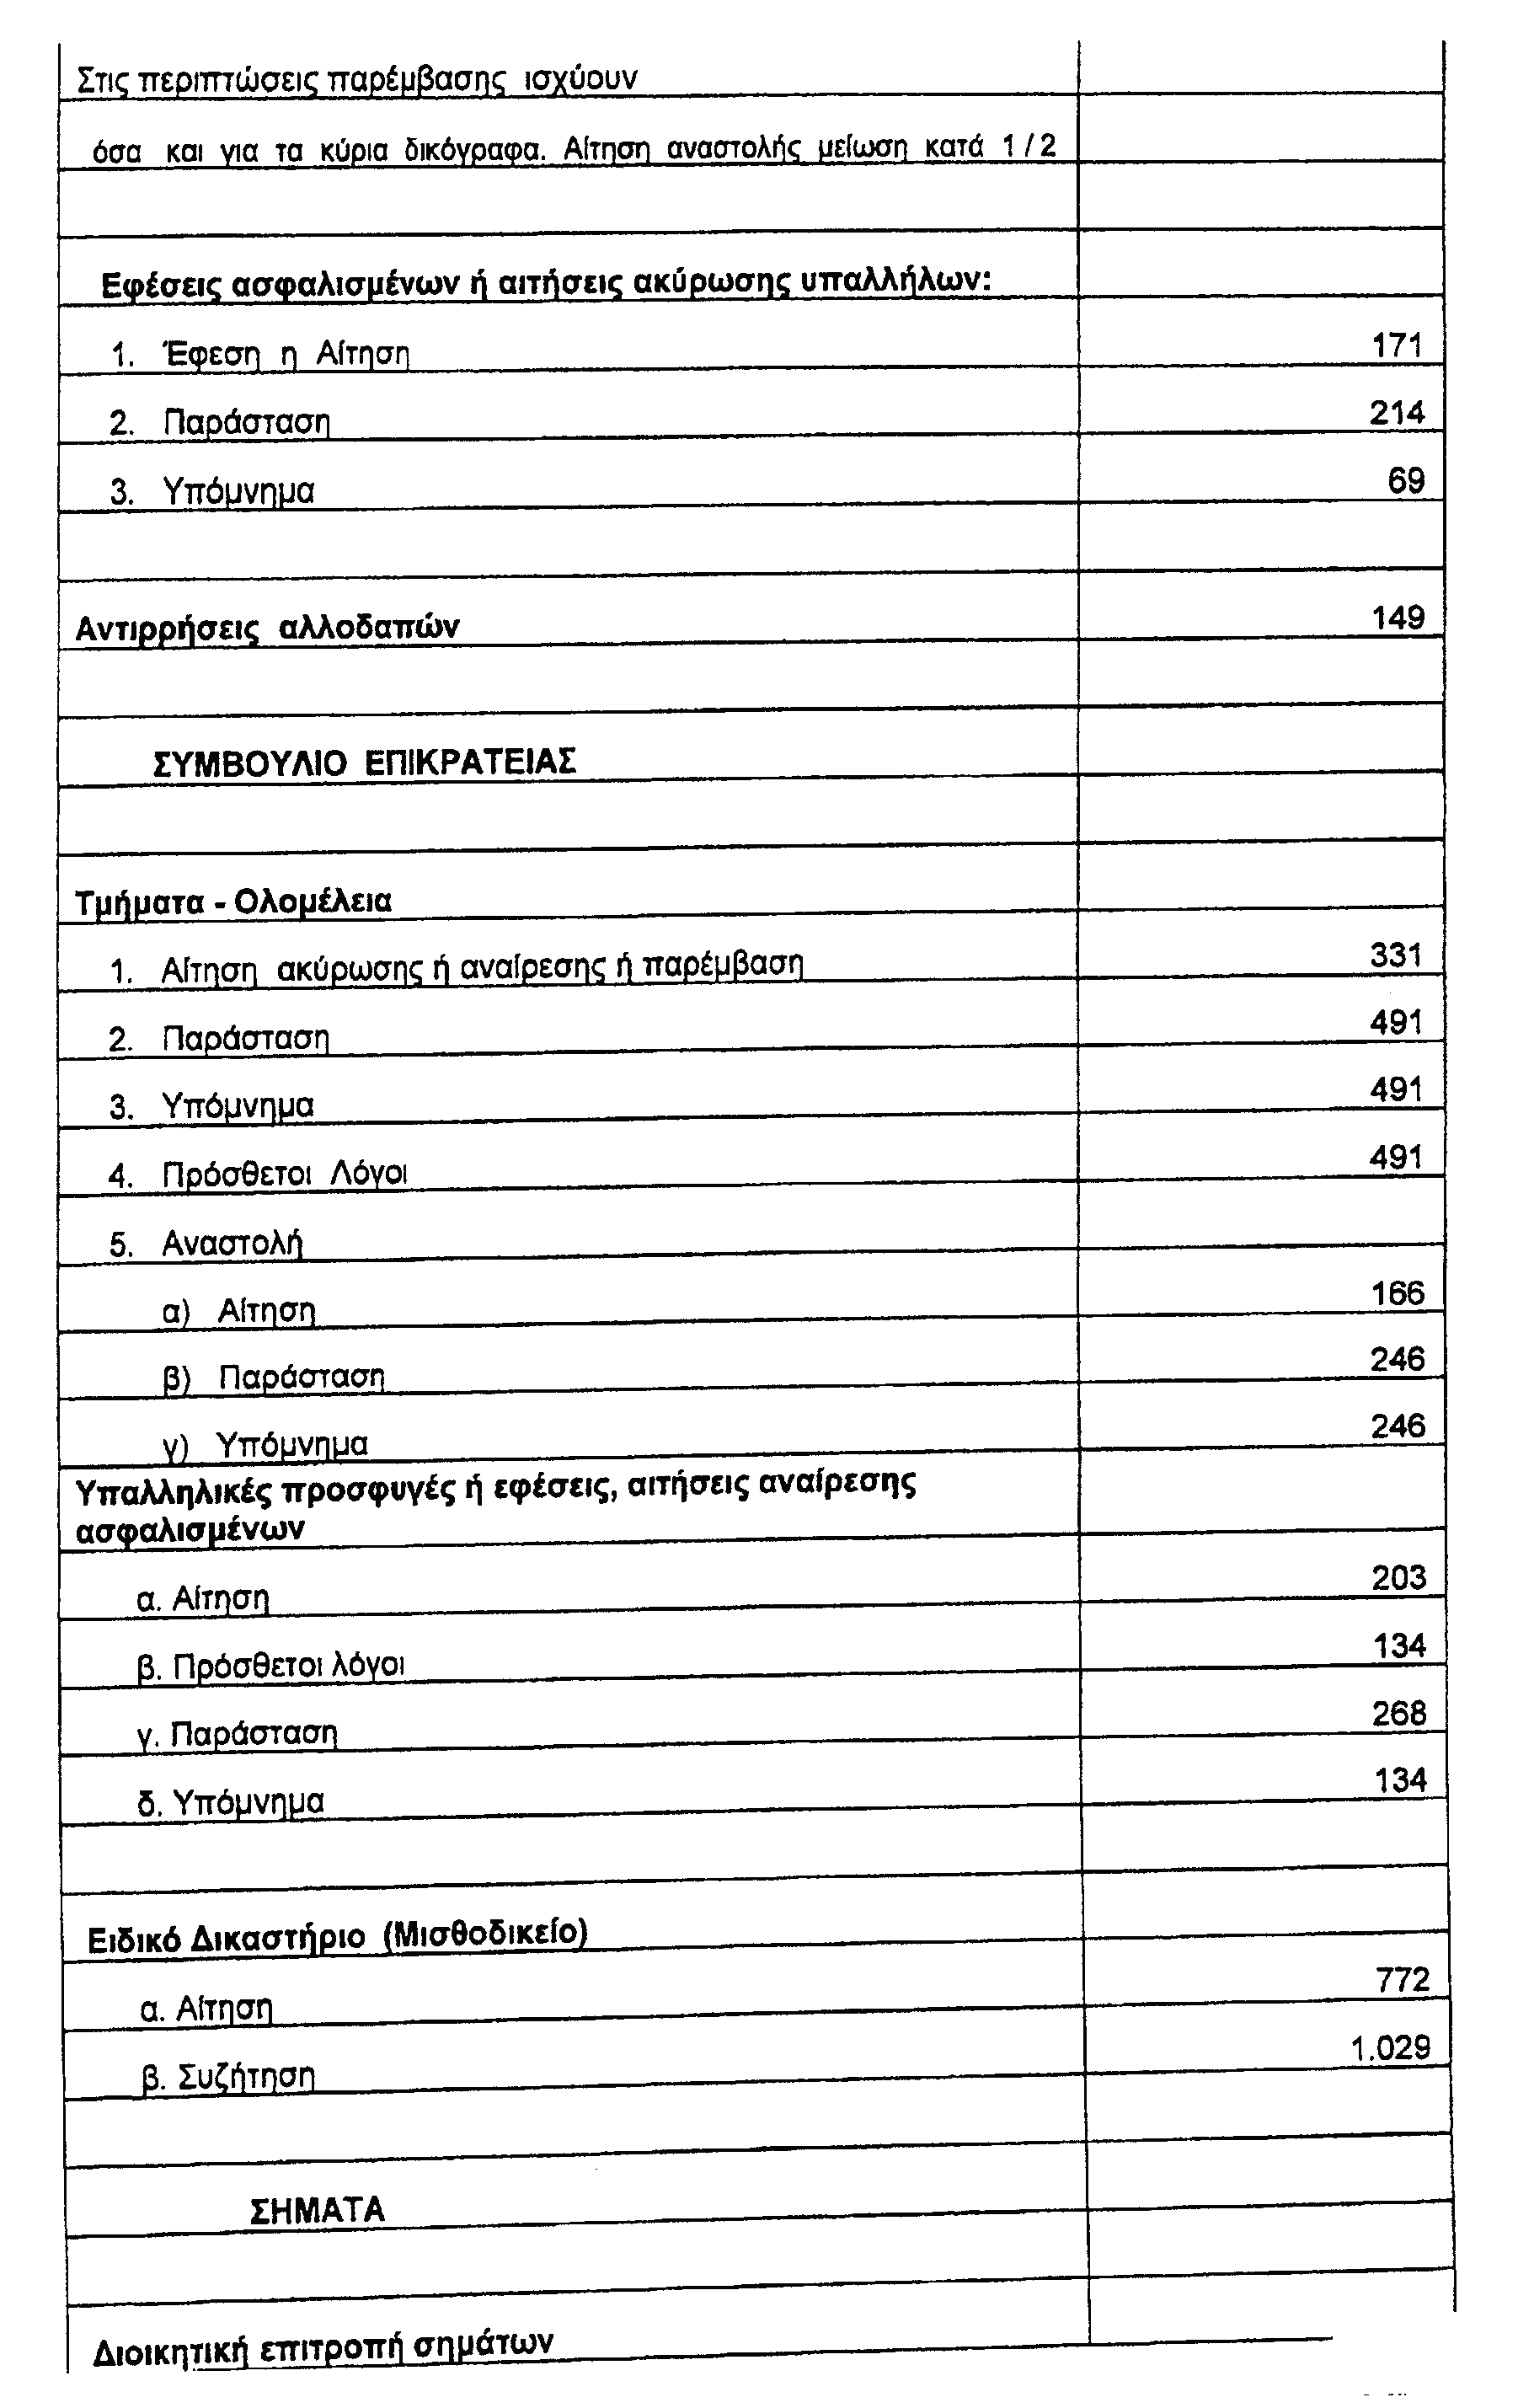 Στις περιπτώσεις παρέμβασης ισχύουν
όσα και για τα κύρια δικόγραφα. Αίτηση αναστολής μείωση κατά 1 / 2
Εφέσεις ασφαλισμένων ή αιτήσεις ακύρωσης υπαλλήλων:
1. Έφεση η Αίτηση 171
2. Παράσταση 214
3. Υπόμνημα 69
Αντιρρήσεις αλλοδαπών 149
ΣΥΜΒΟΥΛΙΟ ΕΠΙΚΡΑΤΕΙΑΣ
Τμήματα - Ολομέλεια
1. Αίτηση ακύρωσης ή αναίρεσης ή παρέμβαση 331
2. Παράσταση 491
3. Υπόμνημα 491
4. Πρόσθετοι Λόγοι 491
5. Αναστολή
α) Αίτηση 166
β) Παράσταση 246
γ) Υπόμνημα 246
Υπαλληλικές προσφυγές ή εφέσεις, αιτήσεις αναίρεσης
ασφαλισμένων
α. Αίτηση 203
β. Πρόσθετοι λόγοι 134
γ. Παράσταση 268
δ. Υπόμνημα 134
Ειδικό Δικαστήριο (Μισθοδικείο)
α. Αίτηση 772
β. Συζήτηση 1.029
ΣΗΜΑΤΑ
Διοικητική επιτροπή σημάτων